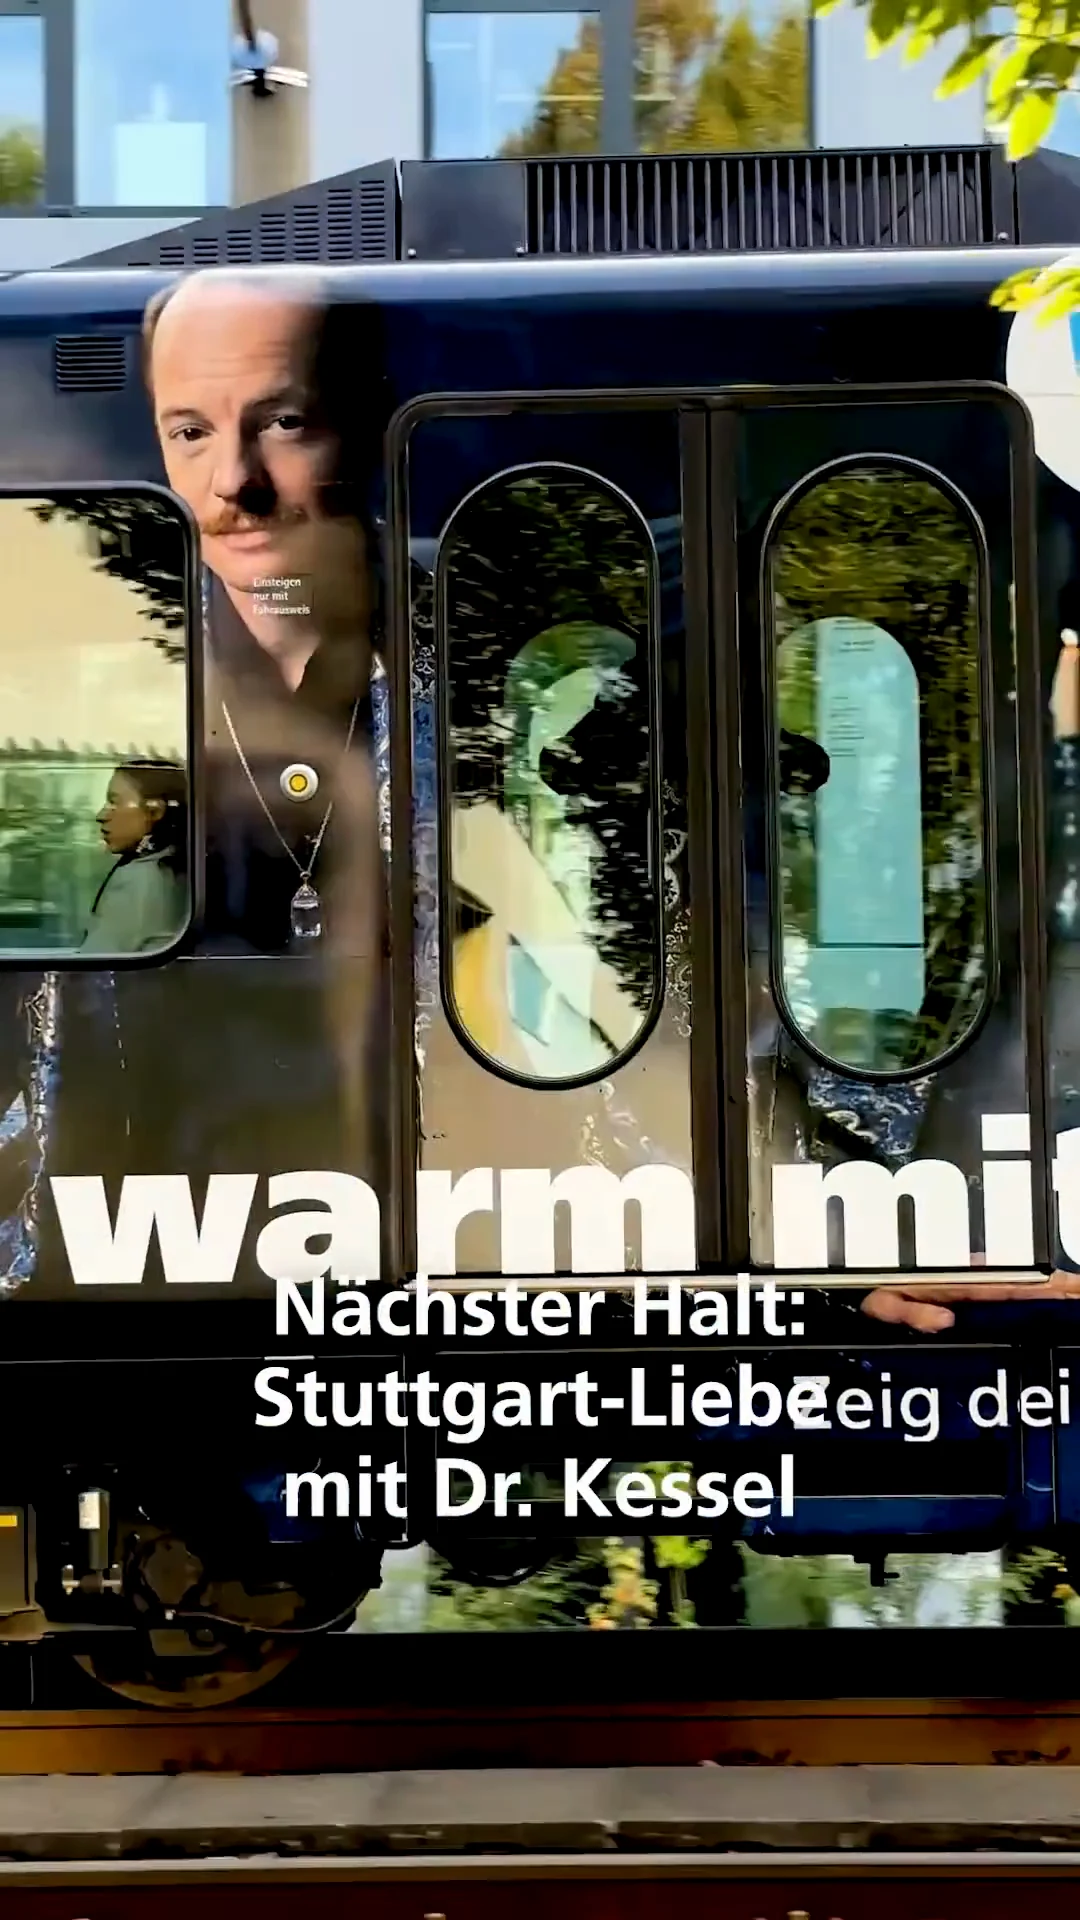 Einsteigen
nur mit
Fahrausweis
warm mit
Nächster Halt:
Stuttgart-Liebe
mit Dr. Kessel
Zeig dei